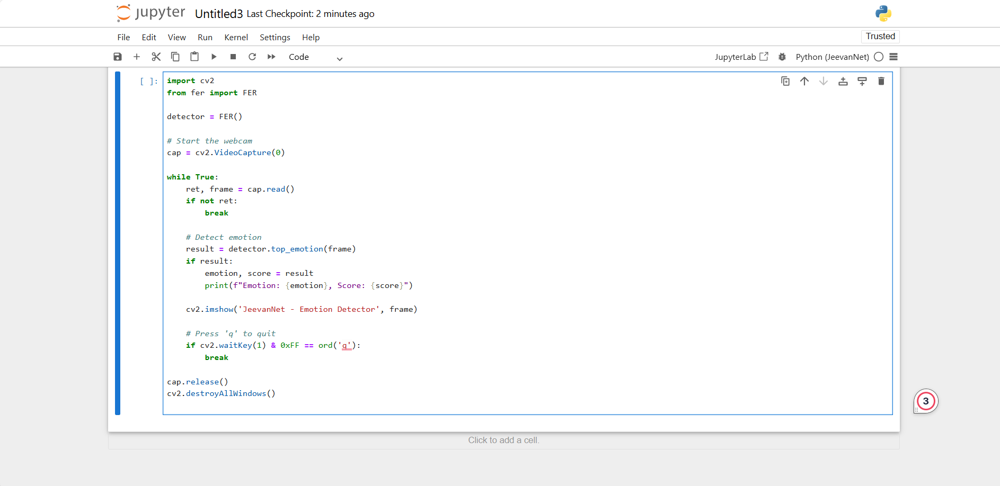 jupyter Untitled3 Last Checkpoint: 2 minutes ago
File Edit View Run Kernel Settings Help Trusted
Code JupyterLab Python (JeevanNet)
[ ]:
import cv2
from fer import FER
detector = FER()
# Start the webcam
cap = cv2.VideoCapture(0)
while True:
    ret, frame = cap.read()
    if not ret:
        break
    # Detect emotion
    result = detector.top_emotion(frame)
    if result:
        emotion, score = result
        print(f"Emotion: {emotion}, Score: {score}")
    cv2.imshow('JeevanNet - Emotion Detector', frame)
    # Press 'q' to quit
    if cv2.waitKey(1) & 0xFF == ord('q'):
        break
cap.release()
cv2.destroyAllWindows()
3
Click to add a cell.